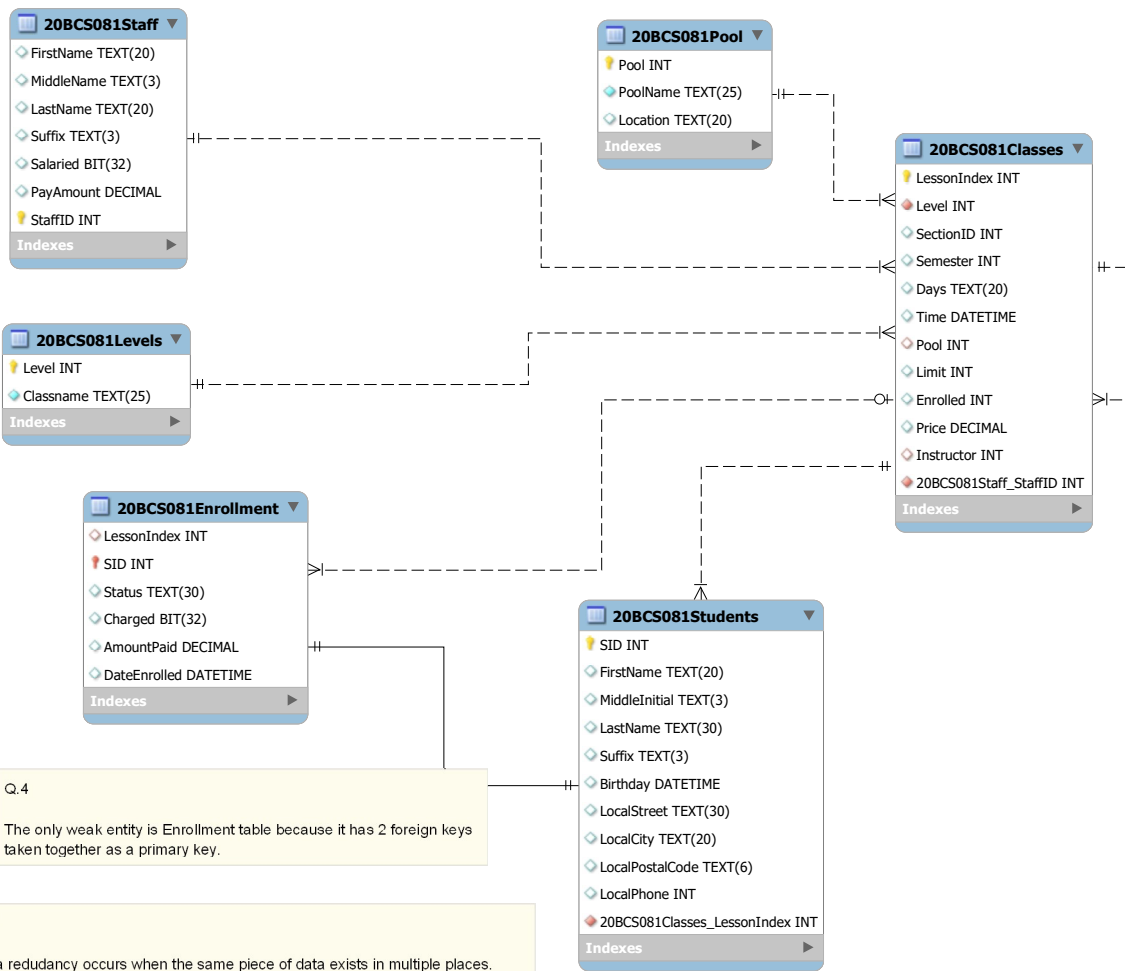 20BCS081Staff
FirstName TEXT(20)
MiddleName TEXT(3)
LastName TEXT(20)
Suffix TEXT(3)
Salaried BIT(32)
PayAmount DECIMAL
StaffID INT
Indexes
20BCS081Pool
Pool INT
PoolName TEXT(25)
Location TEXT(20)
Indexes
20BCS081Classes
LessonIndex INT
Level INT
SectionID INT
Semester INT
Days TEXT(20)
Time DATETIME
Pool INT
Limit INT
Enrolled INT
Price DECIMAL
Instructor INT
20BCS081Staff_StaffID INT
Indexes
20BCS081Levels
Level INT
Classname TEXT(25)
Indexes
20BCS081Enrollment
LessonIndex INT
SID INT
Status TEXT(30)
Charged BIT(32)
AmountPaid DECIMAL
DateEnrolled DATETIME
Indexes
20BCS081Students
SID INT
FirstName TEXT(20)
MiddleInitial TEXT(3)
LastName TEXT(30)
Suffix TEXT(3)
Birthday DATETIME
LocalStreet TEXT(30)
LocalCity TEXT(20)
LocalPostalCode TEXT(6)
LocalPhone INT
20BCS081Classes_LessonIndex INT
Indexes
Q.4
The only weak entity is Enrollment table because it has 2 foreign keys
taken together as a primary key.
a redudancy occurs when the same piece of data exists in multiple places.